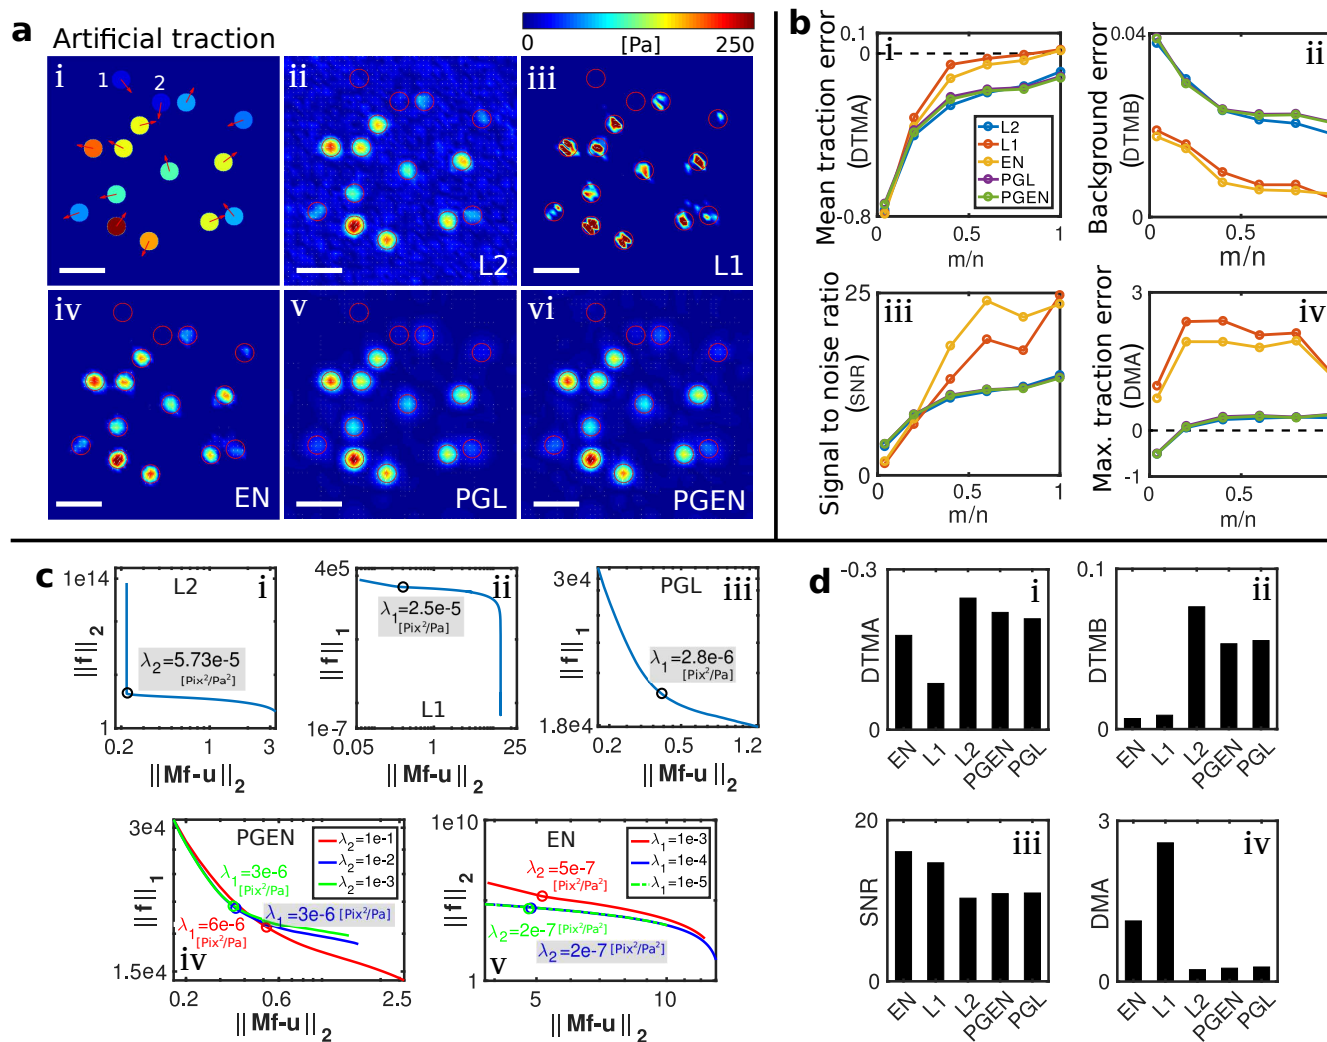 a
Artificial traction
0 [Pa] 250
i
1
2
ii
L2
iii
L1
iv
EN
v
PGL
vi
PGEN
b
Mean traction error
(DTMA)
0.1
0
-0.8
i
L2
L1
EN
PGL
PGEN
0 0.5 1
m/n
Background error
(DTMB)
0.04
0
ii
0 0.5 1
m/n
Signal to noise ratio
(SNR)
25
0
iii
0 0.5 1
m/n
Max. traction error
(DMA)
3
0
-1
iv
0 0.5 1
m/n
c
||f||2
1e14
1
L2
i
λ2=5.73e-5
[Pix²/Pa²]
0.2 1 3
||Mf-u||2
||f||1
4e5
1e-7
ii
λ1=2.5e-5
[Pix²/Pa]
L1
0.05 1 25
||Mf-u||2
||f||1
3e4
1.8e4
PGL
iii
λ1=2.8e-6
[Pix²/Pa]
0.2 0.5 1.2
||Mf-u||2
||f||1
3e4
1.5e4
PGEN
λ2=1e-1
λ2=1e-2
λ2=1e-3
λ1=3e-6
[Pix²/Pa]
λ1=3e-6 [Pix²/Pa]
λ1=6e-6
[Pix²/Pa]
iv
0.2 0.6 2.5
||Mf-u||2
||f||2
1e10
1
EN
λ1=1e-3
λ1=1e-4
λ1=1e-5
λ2=5e-7
[Pix²/Pa²]
λ2=2e-7 [Pix²/Pa²]
λ2=2e-7 [Pix²/Pa²]
v
5 10
||Mf-u||2
d
DTMA
-0.3
0
i
EN L1 L2 PGEN PGL
DTMB
0.1
0
ii
EN L1 L2 PGEN PGL
SNR
25
0
iii
EN L1 L2 PGEN PGL
DMA
3
0
iv
EN L1 L2 PGEN PGL